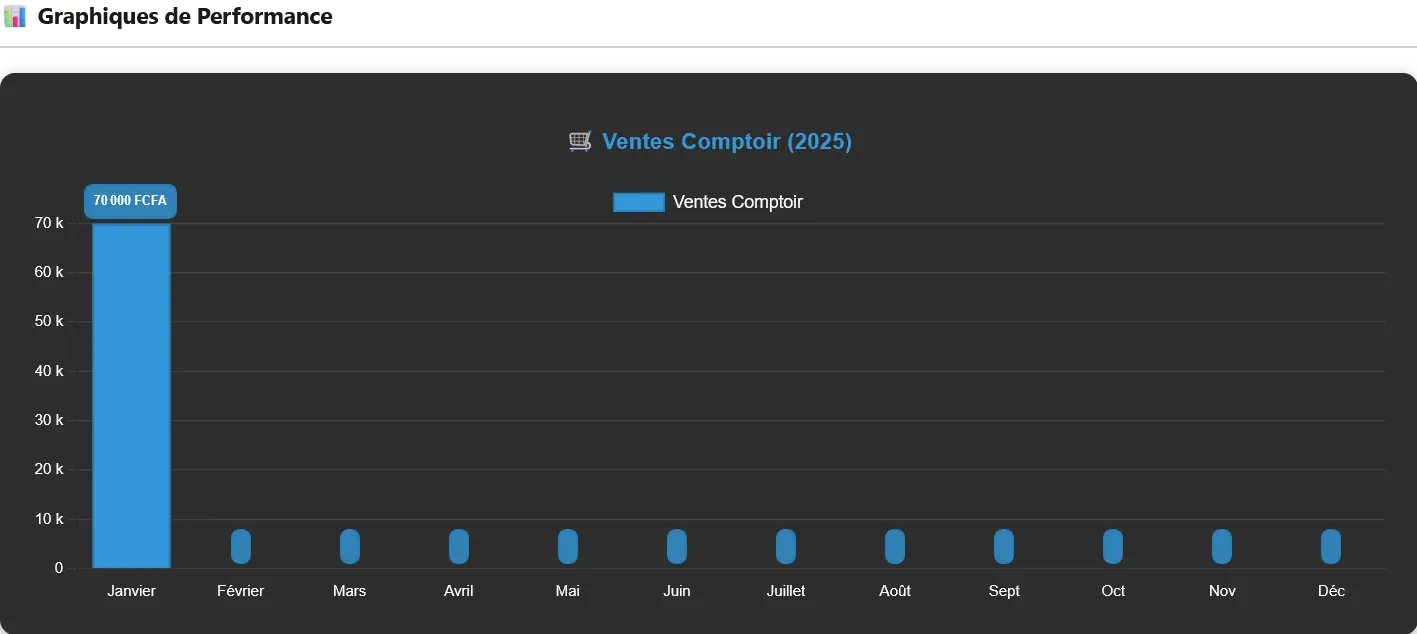 Graphiques de Performance
Ventes Comptoir (2025)
70 000 FCFA
Ventes Comptoir
70 k
60 k
50 k
40 k
30 k
20 k
10 k
0
Janvier Février Mars Avril Mai Juin Juillet Août Sept Oct Nov Déc